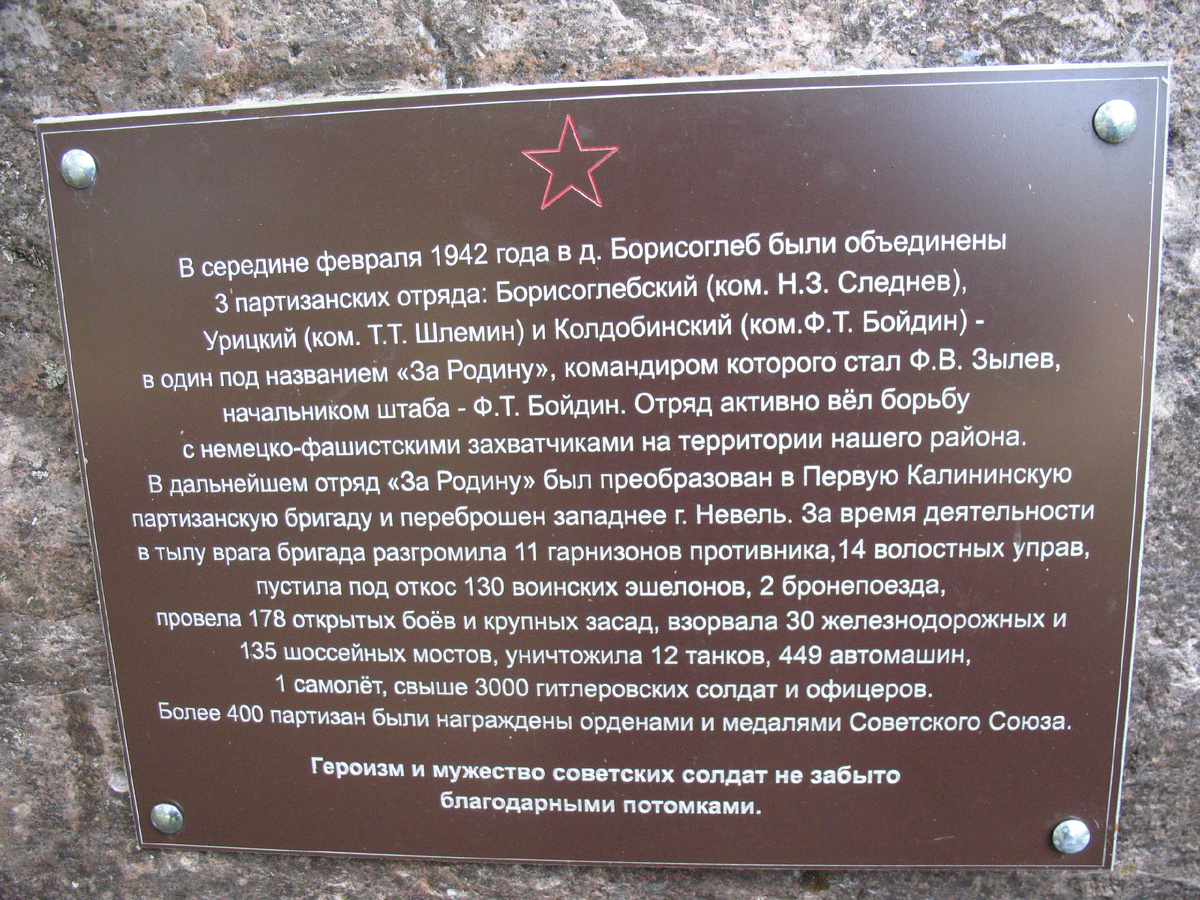 В середине февраля 1942 года в д. Борисоглеб были объединены
3 партизанских отряда: Борисоглебский (ком. Н.З. Следнев),
Урицкий (ком. Т.Т. Шлемин) и Колдобинский (ком.Ф.Т. Бойдин) -
в один под названием «За Родину», командиром которого стал Ф.В. Зылев,
начальником штаба - Ф.Т. Бойдин. Отряд активно вёл борьбу
с немецко-фашистскими захватчиками на территории нашего района.
В дальнейшем отряд «За Родину» был преобразован в Первую Калининскую
партизанскую бригаду и переброшен западнее г. Невель. За время деятельности
в тылу врага бригада разгромила 11 гарнизонов противника,14 волостных управ,
пустила под откос 130 воинских эшелонов, 2 бронепоезда,
провела 178 открытых боёв и крупных засад, взорвала 30 железнодорожных и
135 шоссейных мостов, уничтожила 12 танков, 449 автомашин,
1 самолёт, свыше 3000 гитлеровских солдат и офицеров.
Более 400 партизан были награждены орденами и медалями Советского Союза.
Героизм и мужество советских солдат не забыто
благодарными потомками.